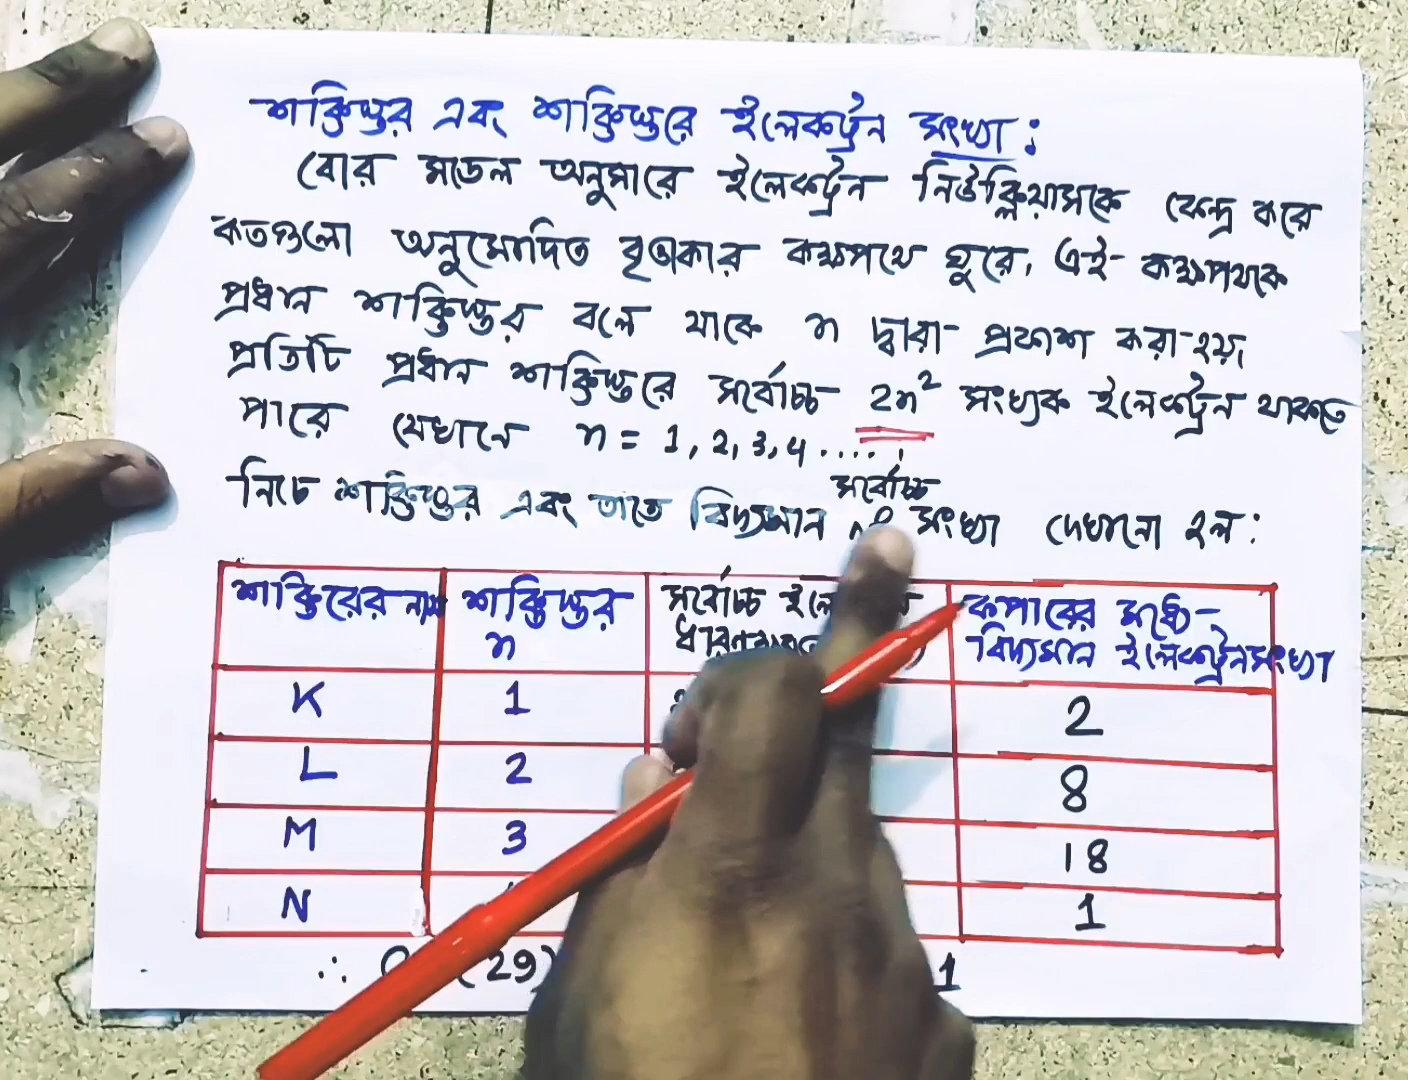 শক্তিস্তর এবং শক্তিস্তরে ইলেকট্রন সংখ্যা :
বোর মডেল অনুসারে ইলেকট্রন নিউক্লিয়াসকে কেন্দ্র করে
কতগুলো অনুমোদিত বৃত্তাকার কক্ষপথে ঘুরে, এই কক্ষপথকে
প্রধান শক্তিস্তর বলে যাকে n দ্বারা প্রকাশ করা হয়,
প্রতিটি প্রধান শক্তিস্তরে সর্বোচ্চ 2n² সংখ্যক ইলেকট্রন থাকতে
পারে যেখানে n = 1, 2, 3, 4 .....
সর্বোচ্চ
নিচে শক্তিস্তর এবং তাতে বিদ্যমান সংখ্যা দেখানো হল :
শক্তিরের নাম শক্তিস্তর n সর্বোচ্চ কপারের মধ্যে বিদ্যমান ইলেকট্রনসংখ্যা
K 1 2
L 2 8
M 3 18
N 1
∴ (29) 1